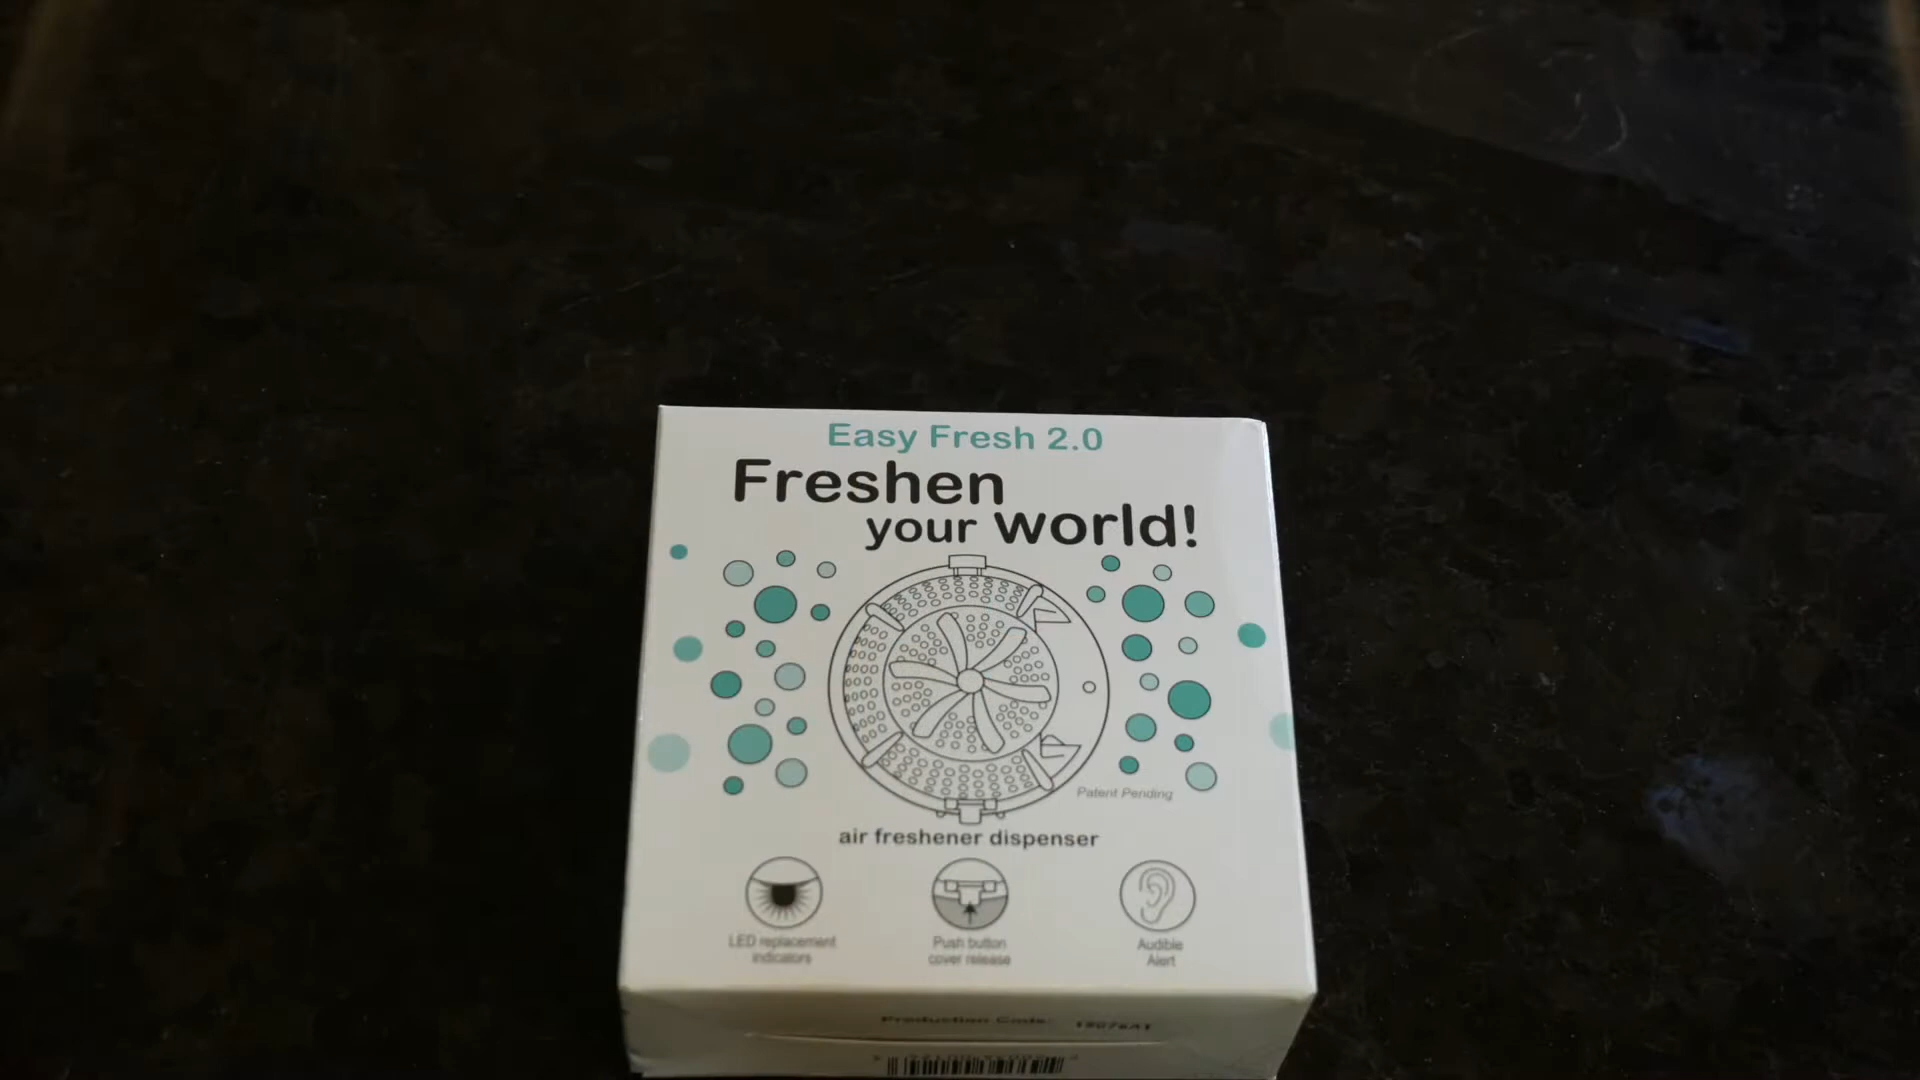 Easy Fresh 2.0
Freshen
your world!
Patent Pending
air freshener dispenser
LED replacement
indicators
Push button
cover release
Audible
Alert
Production